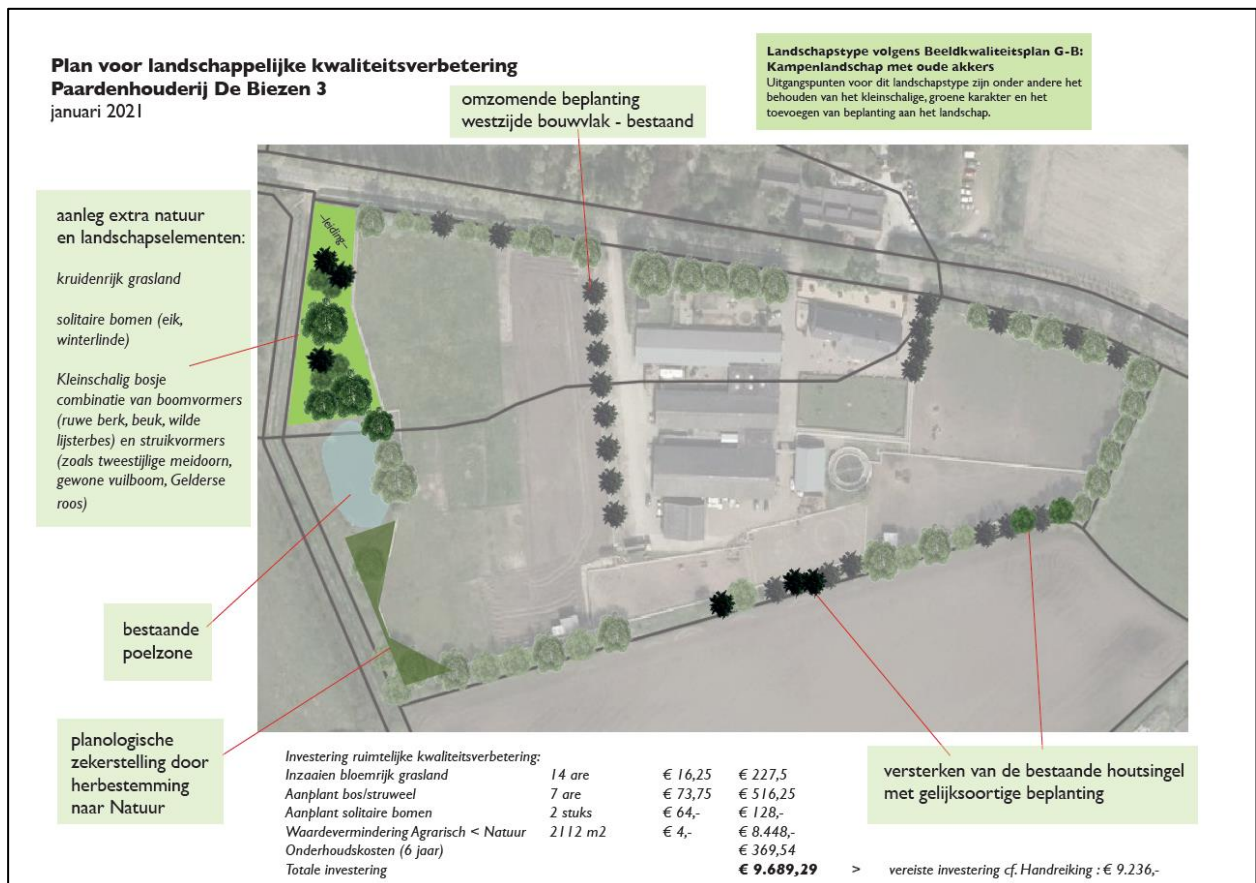 Plan voor landschappelijke kwaliteitsverbetering
Paardenhouderij De Biezen 3
januari 2021
Landschapstype volgens Beeldkwaliteitsplan G-B:
Kampenlandschap met oude akkers
Uitgangspunten voor dit landschapstype zijn onder andere het
behouden van het kleinschalige, groene karakter en het
toevoegen van beplanting aan het landschap.
omzomende beplanting
westzijde bouwvlak - bestaand
aanleg extra natuur
en landschapselementen:
kruidenrijk grasland
solitaire bomen (eik,
winterlinde)
Kleinschalig bosje
combinatie van boomvormers
(ruwe berk, beuk, wilde
lijsterbes) en struikvormers
(zoals tweestijlige meidoorn,
gewone vuilboom, Gelderse
roos)
~leiding~
bestaande
poelzone
planologische
zekerstelling door
herbestemming
naar Natuur
versterken van de bestaande houtsingel
met gelijksoortige beplanting
Investering ruimtelijke kwaliteitsverbetering:
Inzaaien bloemrijk grasland 14 are € 16,25 € 227,5
Aanplant bos/struweel 7 are € 73,75 € 516,25
Aanplant solitaire bomen 2 stuks € 64,- € 128,-
Waardevermindering Agrarisch < Natuur 2112 m2 € 4,- € 8.448,-
Onderhoudskosten (6 jaar) € 369,54
Totale investering € 9.689,29 > vereiste investering cf. Handreiking : € 9.236,-